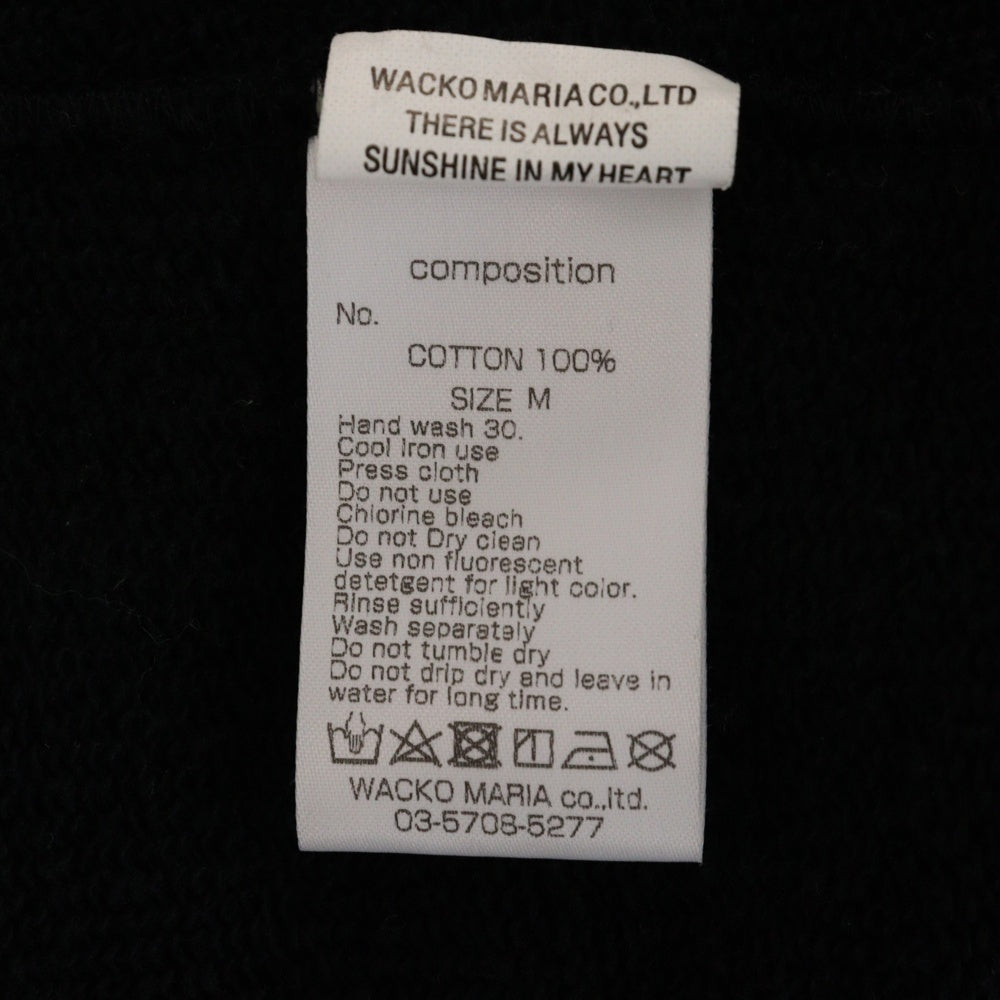 WACKO MARIA CO.,LTD
THERE IS ALWAYS
SUNSHINE IN MY HEART
composition
No.
COTTON 100%
SIZE M
Hand wash 30.
Cool Iron use
Press cloth
Do not use
Chlorine bleach
Do not Dry clean
Use non fluorescent
detetgent for light color.
Rinse sufficiently
Wash separately
Do not tumble dry
Do not drip dry and leave in
water for long time.
WACKO MARIA co.,ltd.
03-5708-5277